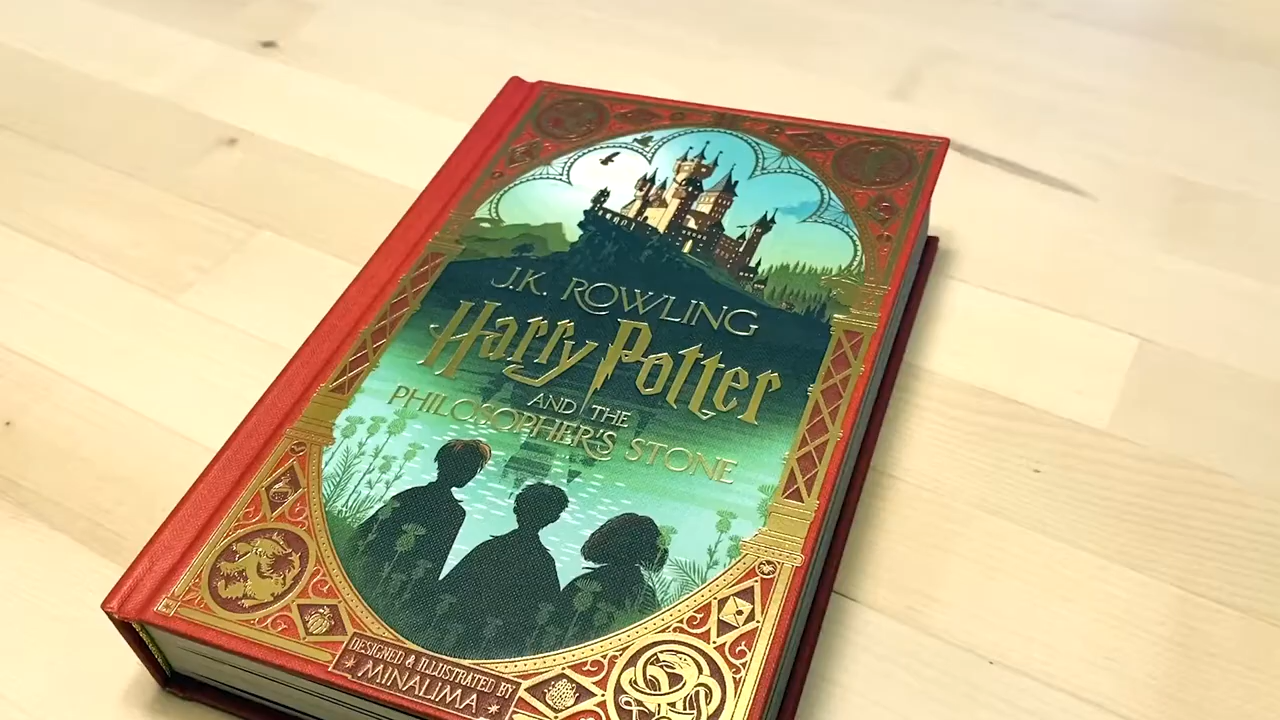 J.K. ROWLING
Harry Potter
AND THE
PHILOSOPHER'S STONE
DESIGNED & ILLUSTRATED BY
MINALIMA